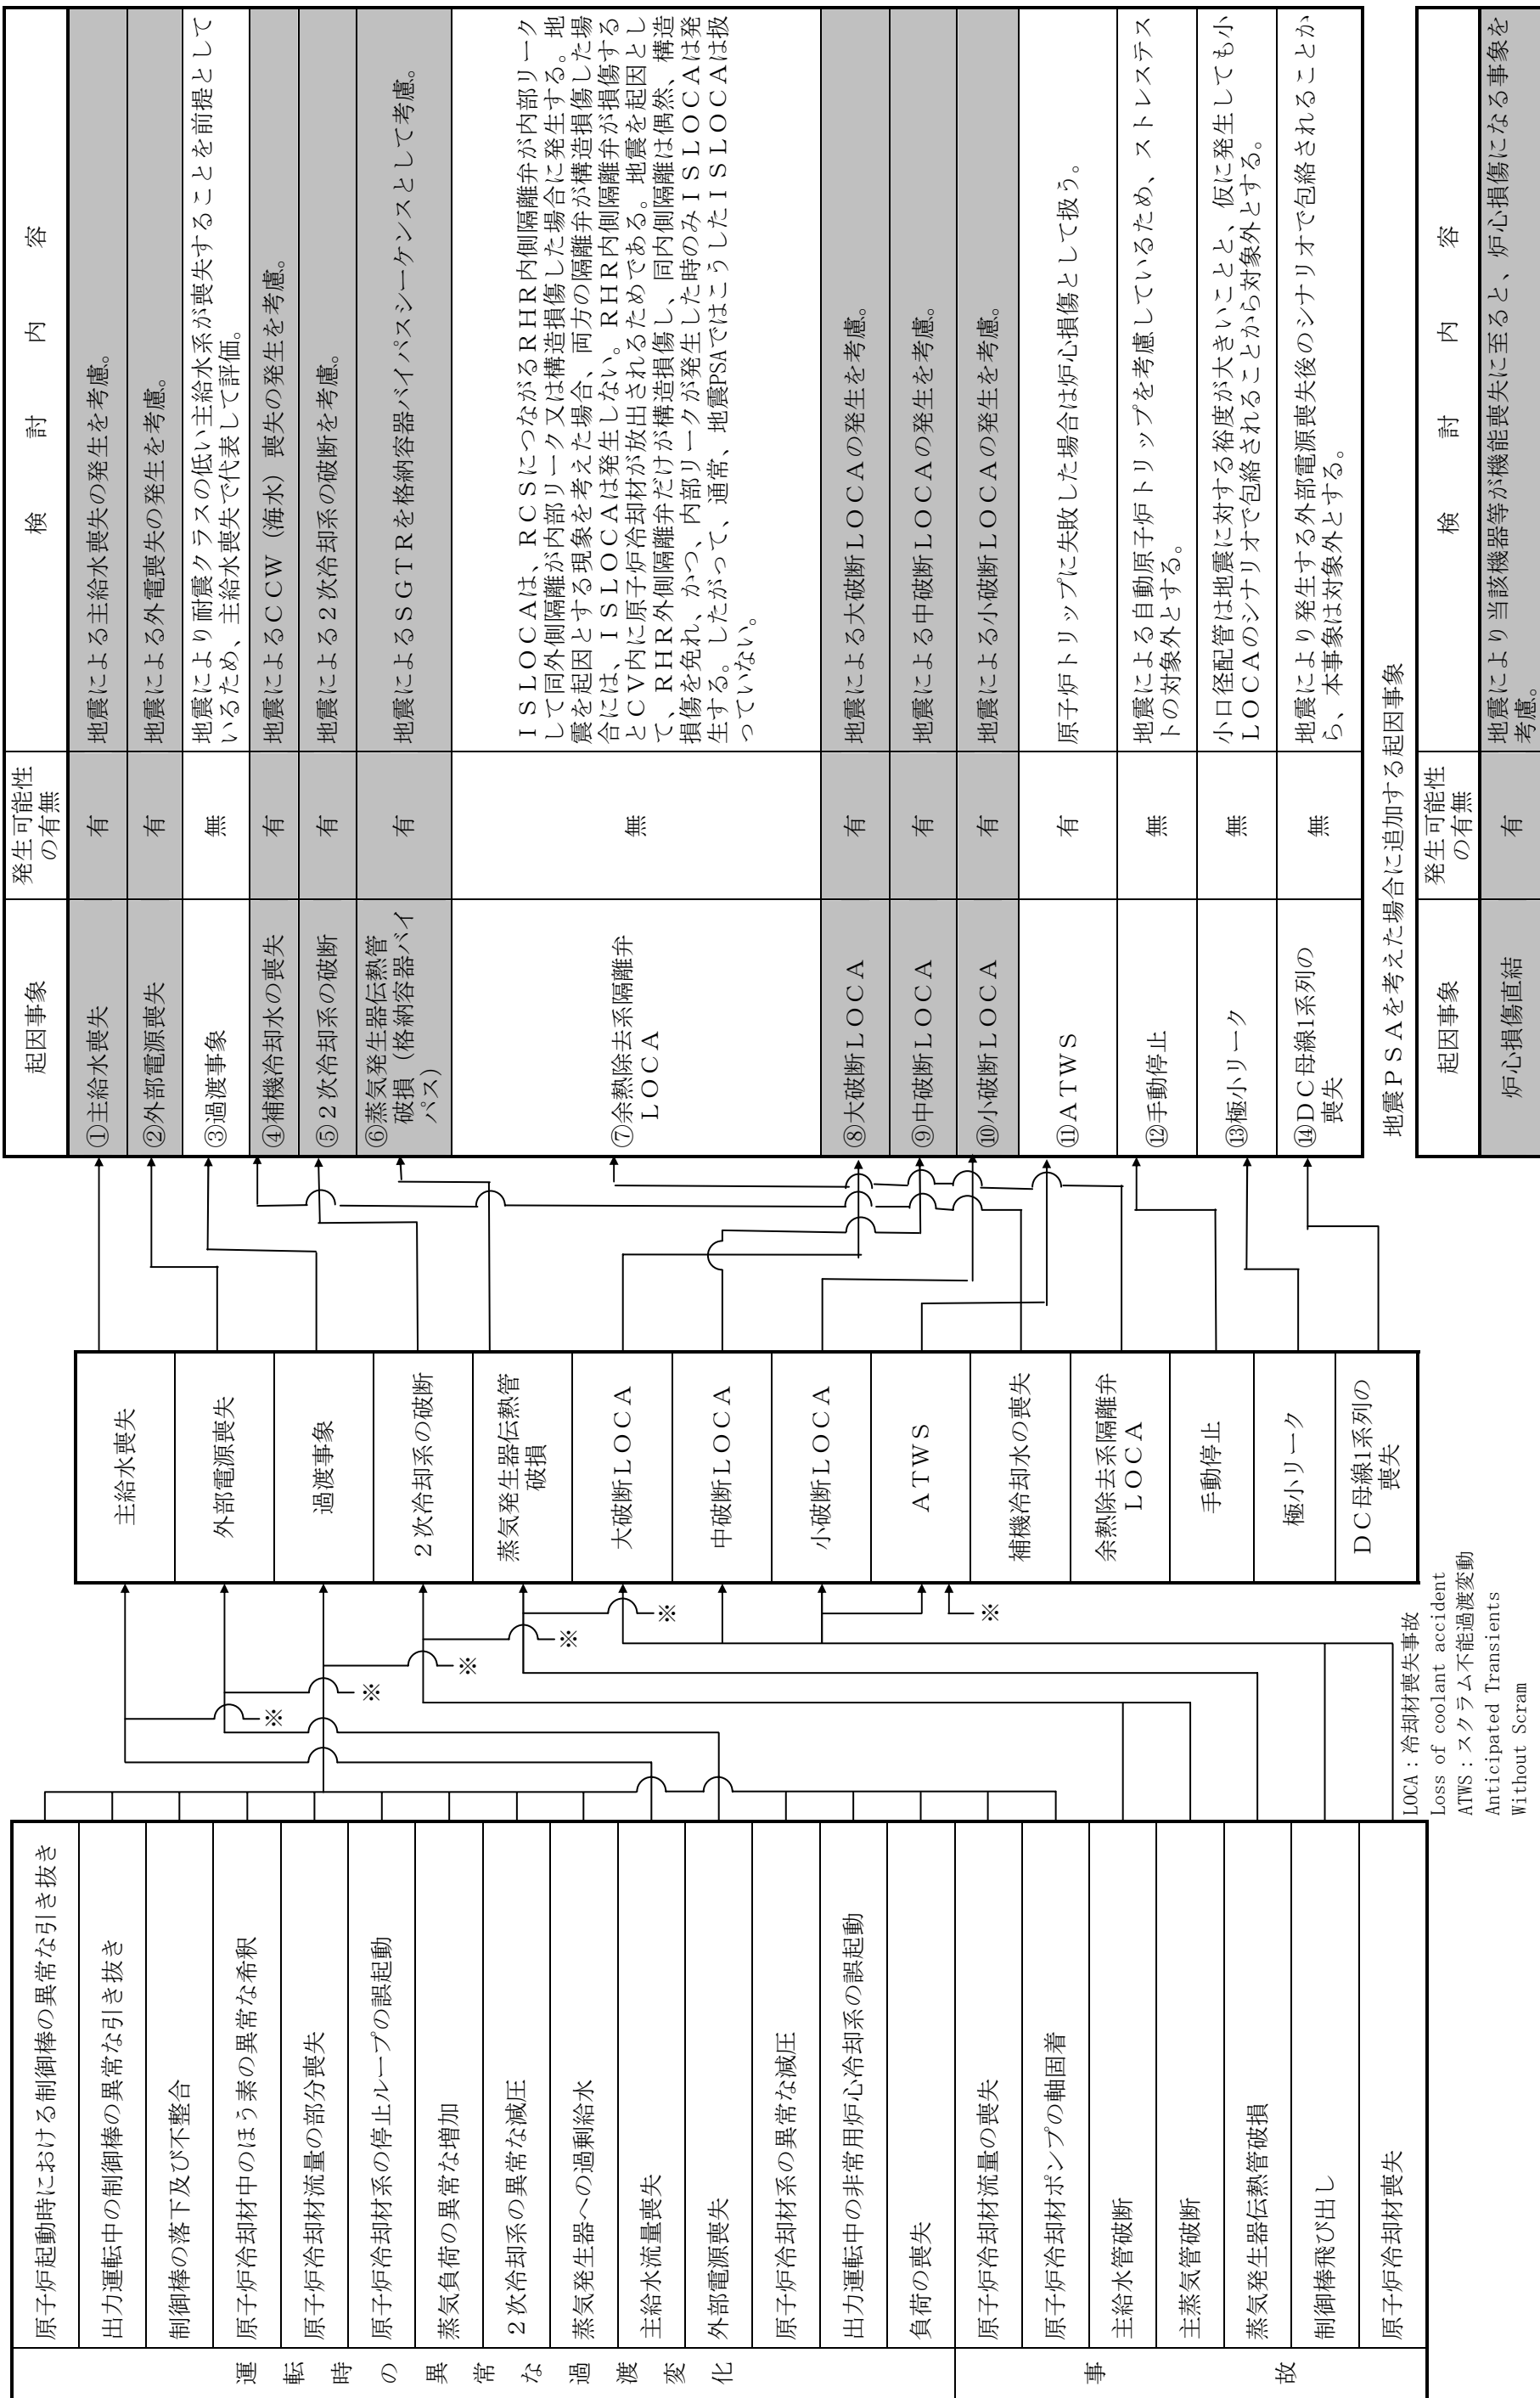 運転時の異常な過渡変化
原子炉起動時における制御棒の異常な引き抜き
出力運転中の制御棒の異常な引き抜き
制御棒の落下及び不整合
原子炉冷却材中のほう素の異常な希釈
原子炉冷却材流量の部分喪失
原子炉冷却材系の停止ループの誤起動
蒸気負荷の異常な増加
2次冷却系の異常な減圧
蒸気発生器への過剰給水
主給水流量喪失
外部電源喪失
原子炉冷却材系の異常な減圧
出力運転中の非常用炉心冷却系の誤起動
負荷の喪失
事故
原子炉冷却材流量の喪失
原子炉冷却材ポンプの軸固着
主給水管破断
主蒸気管破断
蒸気発生器伝熱管破損
制御棒飛び出し
原子炉冷却材喪失
※
※
※
※
※
※
主給水喪失
外部電源喪失
過渡事象
2次冷却系の破断
蒸気発生器伝熱管
破損
大破断LOCA
中破断LOCA
小破断LOCA
ATWS
補機冷却水の喪失
余熱除去系隔離弁
LOCA
手動停止
極小リーク
DC母線1系列の
喪失
LOCA:冷却材喪失事故
Loss of coolant accident
ATWS:スクラム不能過渡変動
Anticipated Transients
Without Scram
起因事象
発生可能性
の有無
検討内容
①主給水喪失
有
地震による主給水喪失の発生を考慮。
②外部電源喪失
有
地震による外電喪失の発生を考慮。
③過渡事象
無
地震により耐震クラスの低い主給水系が喪失することを前提として
いるため、主給水喪失で代表して評価。
④補機冷却水の喪失
有
地震によるCCW(海水)喪失の発生を考慮。
⑤2次冷却系の破断
有
地震による2次冷却系の破断を考慮。
⑥蒸気発生器伝熱管
破損(格納容器バイ
パス)
有
地震によるSGTRを格納容器バイパスシーケンスとして考慮。
⑦余熱除去系隔離弁
LOCA
無
ISLOCAは、RCSにつながるRHR内側隔離弁が内部リーク
して同外側隔離が内部リーク又は構造損傷した場合に発生する。地
震を起因とする現象を考えた場合、両方の隔離弁が構造損傷した場
合には、ISLOCAは発生しない。RHR内側隔離弁が損傷する
とCV内に原子炉冷却材が放出されるためである。地震を起因とし
て、RHR外側隔離弁だけが構造損傷し、同内側隔離は偶然、構造
損傷を免れ、かつ、内部リークが発生した時のみISLOCAは発
生する。したがって、通常、地震PSAではこうしたISLOCAは扱
っていない。
⑧大破断LOCA
有
地震による大破断LOCAの発生を考慮。
⑨中破断LOCA
有
地震による中破断LOCAの発生を考慮。
⑩小破断LOCA
有
地震による小破断LOCAの発生を考慮。
⑪ATWS
有
原子炉トリップに失敗した場合は炉心損傷として扱う。
⑫手動停止
無
地震による自動原子炉トリップを考慮しているため、ストレステス
トの対象外とする。
⑬極小リーク
無
小口径配管は地震に対する裕度が大きいことと、仮に発生しても小
LOCAのシナリオで包絡されることから対象外とする。
⑭DC母線1系列の
喪失
無
地震により発生する外部電源喪失後のシナリオで包絡されることか
ら、本事象は対象外とする。
地震PSAを考えた場合に追加する起因事象
起因事象
発生可能性
の有無
検討内容
炉心損傷直結
有
地震により当該機器等が機能喪失に至ると、炉心損傷になる事象を
考慮。